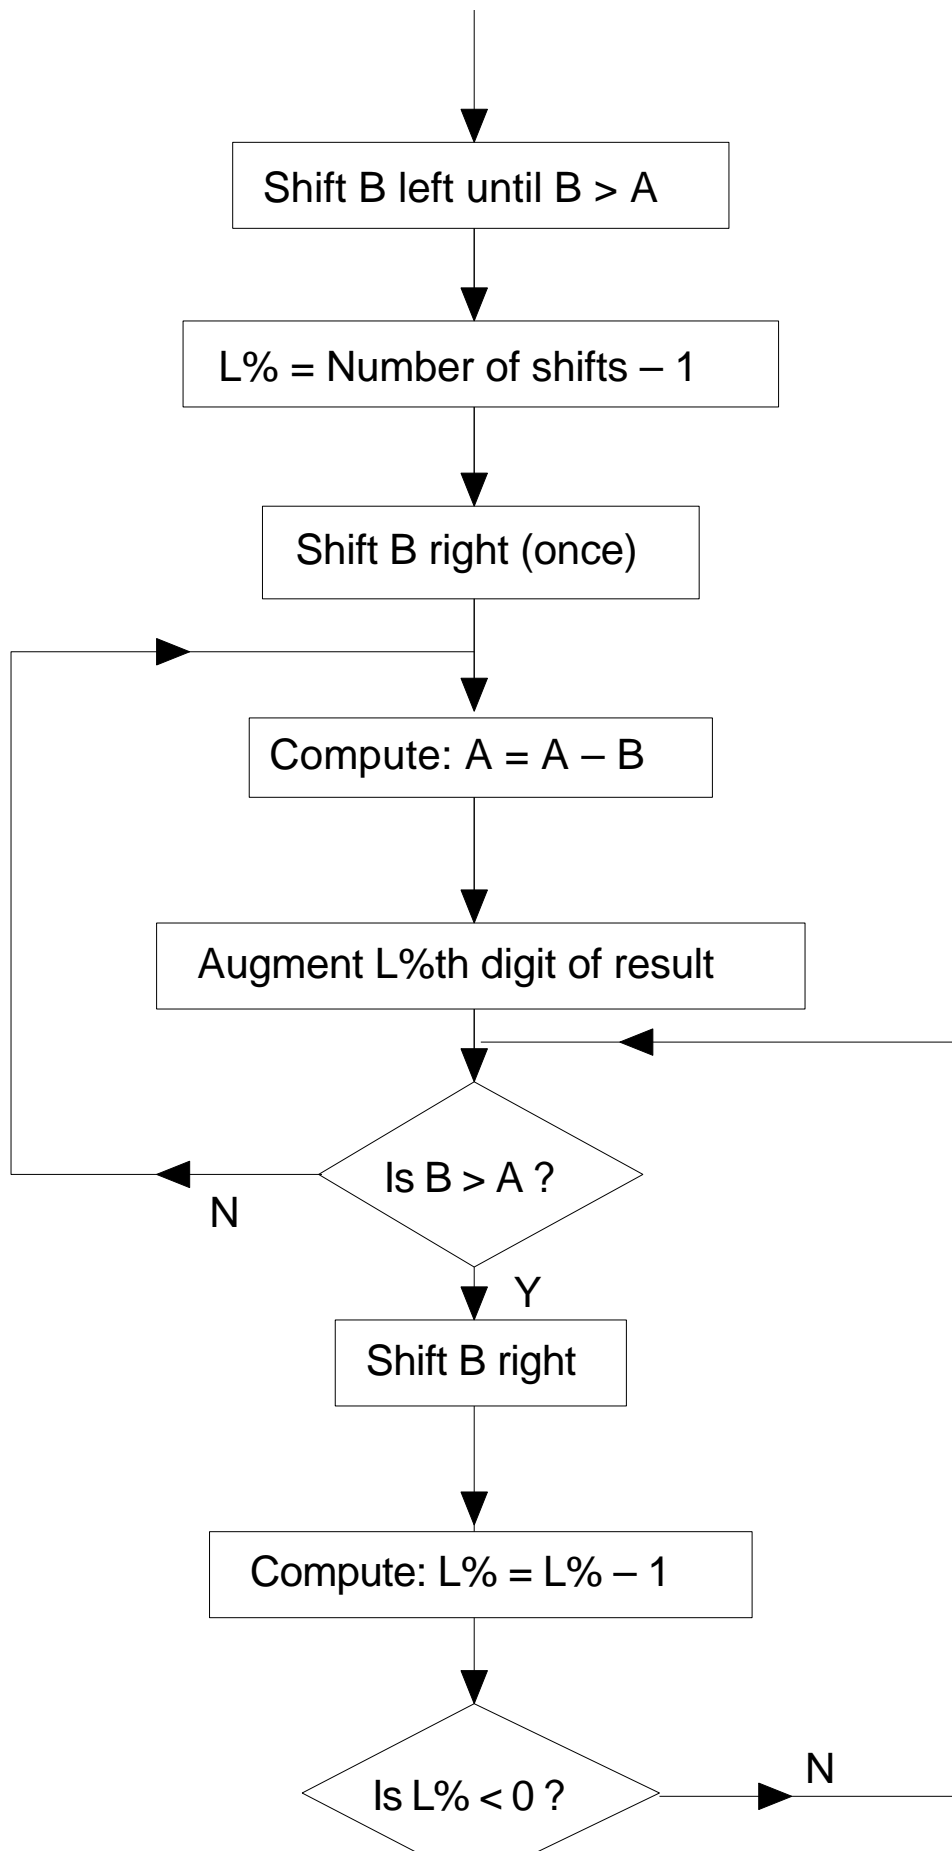 Shift B left until B > A
L% = Number of shifts – 1
Shift B right (once)
Compute: A = A – B
Augment L%th digit of result
Is B > A ?
N
Y
Shift B right
Compute: L% = L% – 1
N
Is L% < 0 ?